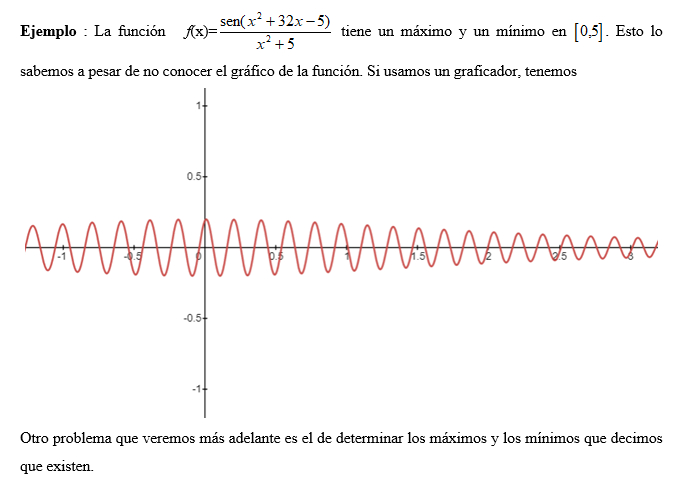 Ejemplo : La función f(x)=sen(x²+32x−5)/(x²+5) tiene un máximo y un mínimo en [0,5]. Esto lo
sabemos a pesar de no conocer el gráfico de la función. Si usamos un graficador, tenemos
1
0.5
-1 -0.5 0 0.5 1 1.5 2 2.5 3
-0.5
-1
Otro problema que veremos más adelante es el de determinar los máximos y los mínimos que decimos
que existen.